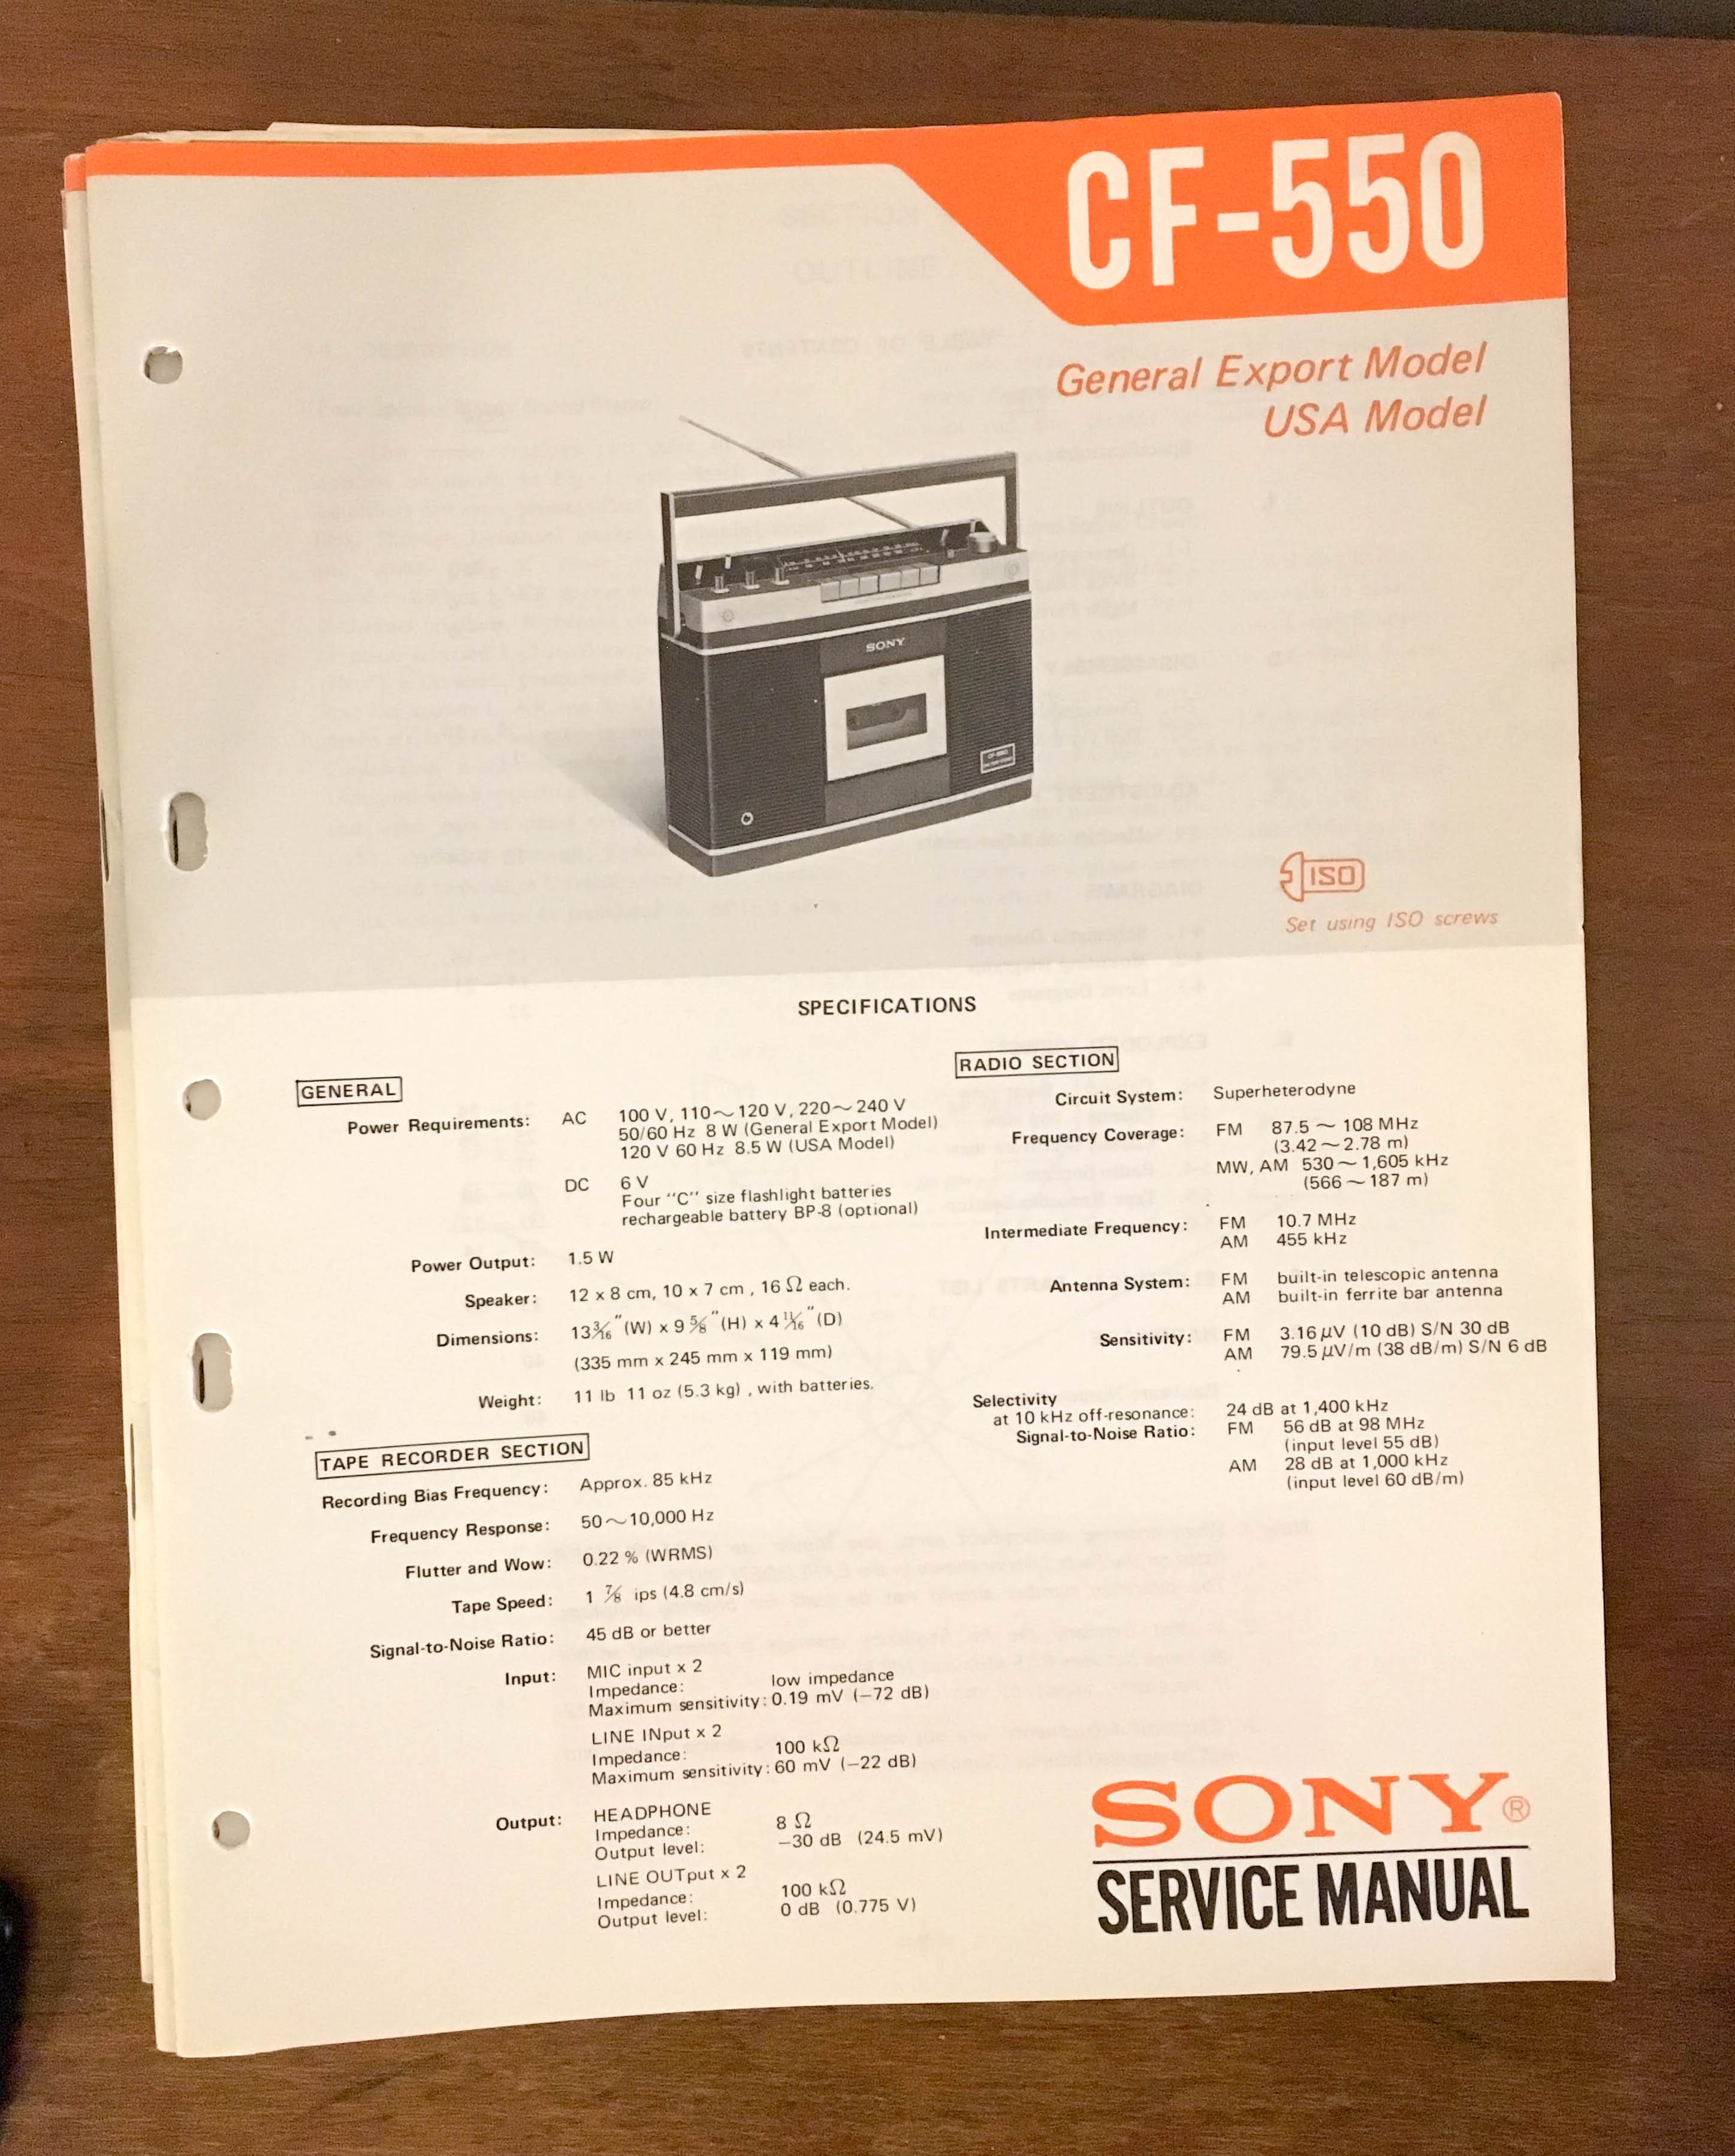 CF-550
General Export Model
USA Model
SONY
ISO
Set using ISO screws
SPECIFICATIONS
GENERAL
Power Requirements: AC 100 V, 110~120 V, 220~240 V
50/60 Hz 8 W (General Export Model)
120 V 60 Hz 8.5 W (USA Model)
DC 6 V
Four "C" size flashlight batteries
rechargeable battery BP-8 (optional)
Power Output: 1.5 W
Speaker: 12 x 8 cm, 10 x 7 cm , 16 Ω each.
Dimensions: 13 3/16" (W) x 9 5/8" (H) x 4 11/16" (D)
(335 mm x 245 mm x 119 mm)
Weight: 11 lb 11 oz (5.3 kg) , with batteries.
TAPE RECORDER SECTION
Recording Bias Frequency: Approx. 85 kHz
Frequency Response: 50~10,000 Hz
Flutter and Wow: 0.22 % (WRMS)
Tape Speed: 1 7/8 ips (4.8 cm/s)
Signal-to-Noise Ratio: 45 dB or better
Input: MIC input x 2
Impedance: low impedance
Maximum sensitivity: 0.19 mV (−72 dB)
LINE INput x 2
Impedance: 100 kΩ
Maximum sensitivity: 60 mV (−22 dB)
Output: HEADPHONE
Impedance: 8 Ω
Output level: −30 dB (24.5 mV)
LINE OUTput x 2
Impedance: 100 kΩ
Output level: 0 dB (0.775 V)
RADIO SECTION
Circuit System: Superheterodyne
Frequency Coverage: FM 87.5 ~ 108 MHz
(3.42 ~ 2.78 m)
MW, AM 530 ~ 1,605 kHz
(566 ~ 187 m)
Intermediate Frequency: FM 10.7 MHz
AM 455 kHz
Antenna System: FM built-in telescopic antenna
AM built-in ferrite bar antenna
Sensitivity: FM 3.16 μV (10 dB) S/N 30 dB
AM 79.5 μV/m (38 dB/m) S/N 6 dB
Selectivity
at 10 kHz off-resonance: 24 dB at 1,400 kHz
Signal-to-Noise Ratio: FM 56 dB at 98 MHz
(input level 55 dB)
AM 28 dB at 1,000 kHz
(input level 60 dB/m)
SONY®
SERVICE MANUAL